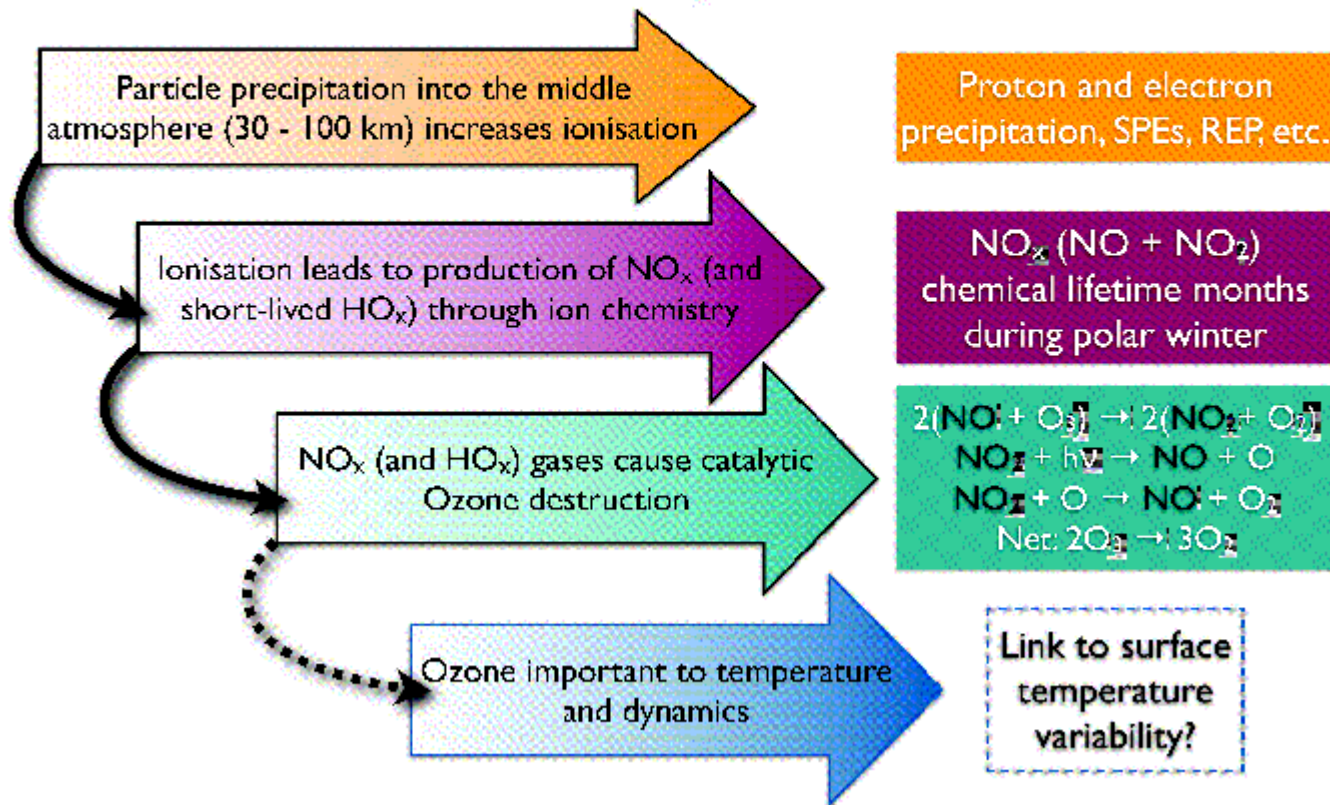 Particle precipitation into the middle
atmosphere (30 - 100 km) increases ionisation
Proton and electron
precipitation, SPEs, REP, etc.
Ionisation leads to production of NOₓ (and
short-lived HOₓ) through ion chemistry
NOₓ (NO + NO₂)
chemical lifetime months
during polar winter
NOₓ (and HOₓ) gases cause catalytic
Ozone destruction
2(NO + O₃) → 2(NO₂ + O₂)
NO₂ + hν → NO + O
NO₂ + O → NO + O₂
Net: 2O₃ → 3O₂
Ozone important to temperature
and dynamics
Link to surface
temperature
variability?